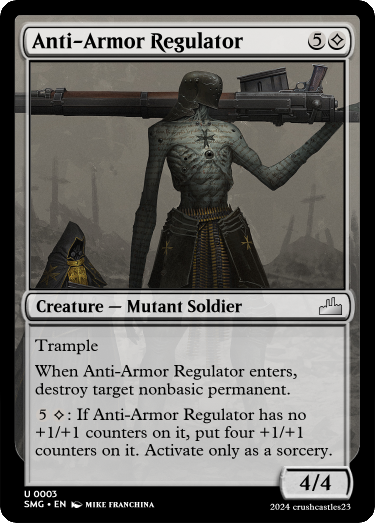 Anti-Armor Regulator 5
Creature — Mutant Soldier
Trample
When Anti-Armor Regulator enters,
destroy target nonbasic permanent.
5 : If Anti-Armor Regulator has no
+1/+1 counters on it, put four +1/+1
counters on it. Activate only as a sorcery.
4/4
U 0003
SMG • EN MIKE FRANCHINA
2024 crushcastles23